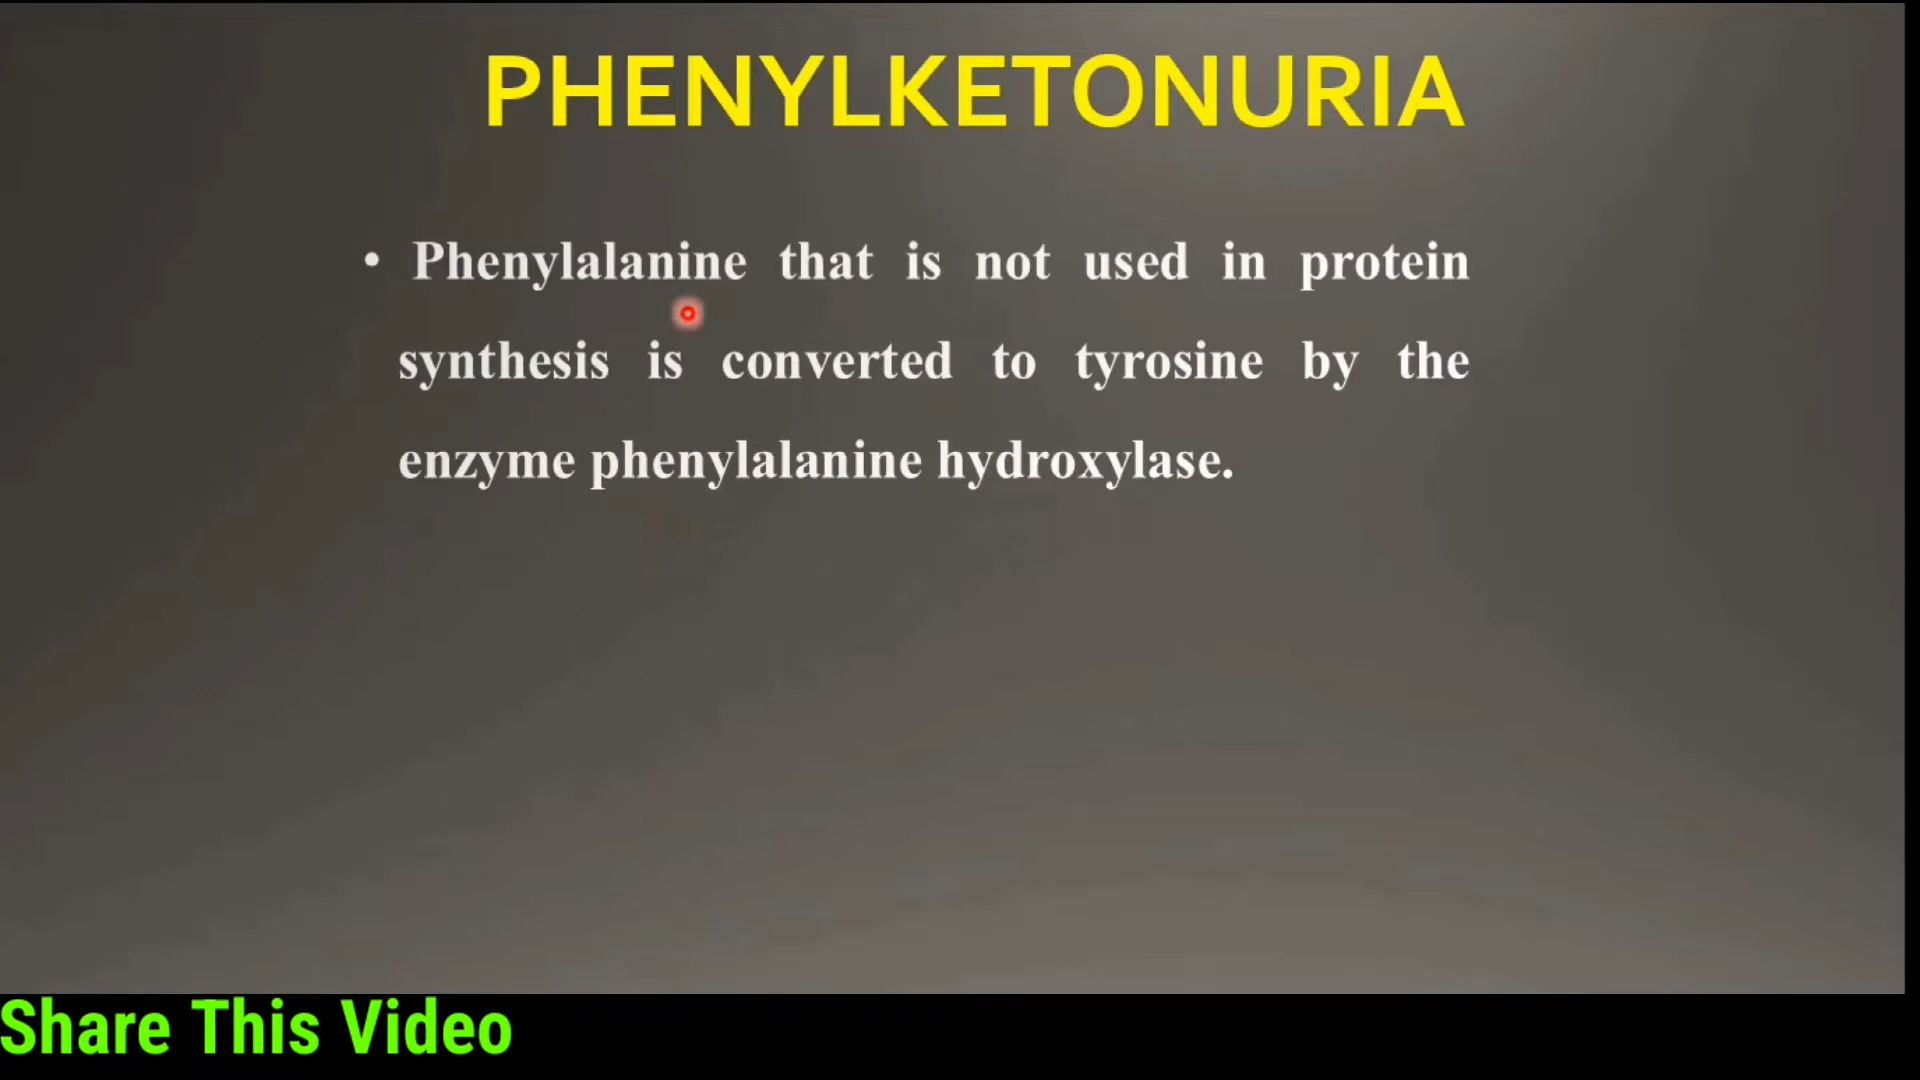 PHENYLKETONURIA
• Phenylalanine that is not used in protein
synthesis is converted to tyrosine by the
enzyme phenylalanine hydroxylase.
Share This Video